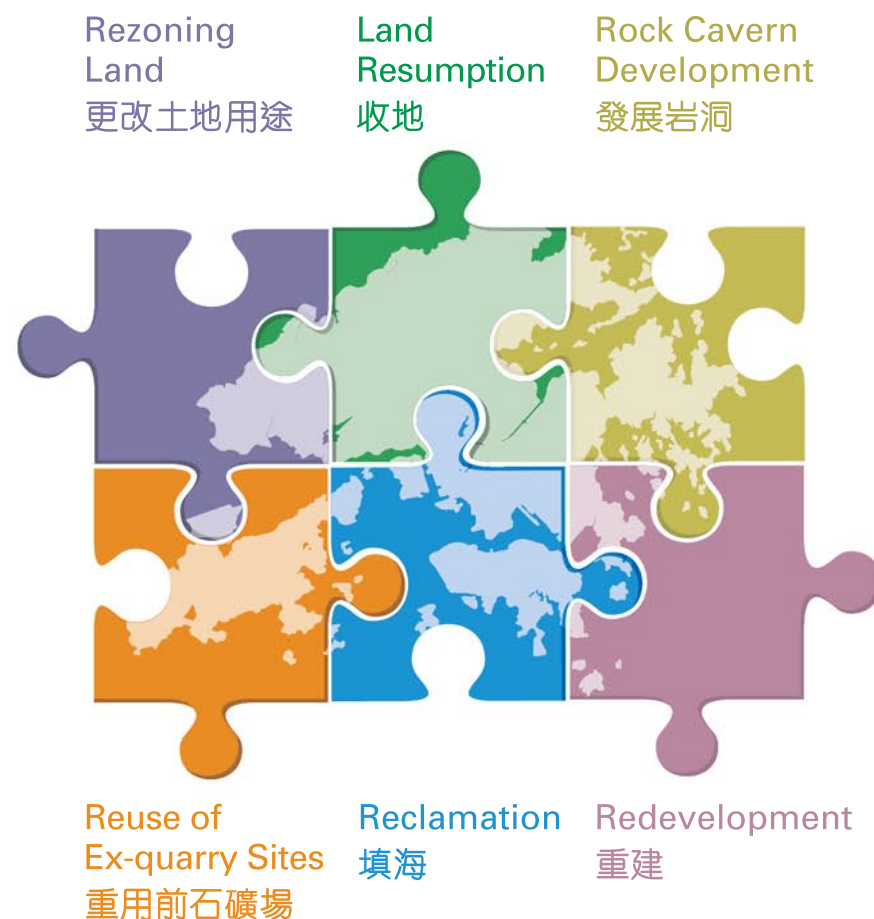 Rezoning
Land
更改土地用途
Land
Resumption
收地
Rock Cavern
Development
發展岩洞
Reuse of
Ex-quarry Sites
重用前石礦場
Reclamation
填海
Redevelopment
重建